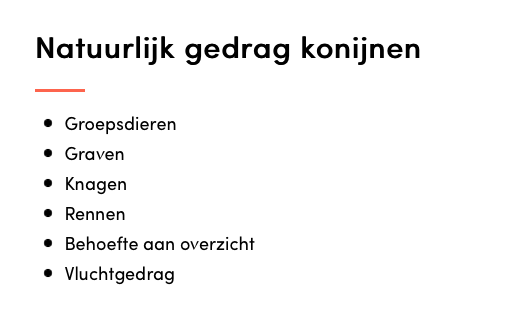 Natuurlijk gedrag konijnen
Groepsdieren
Graven
Knagen
Rennen
Behoefte aan overzicht
Vluchtgedrag